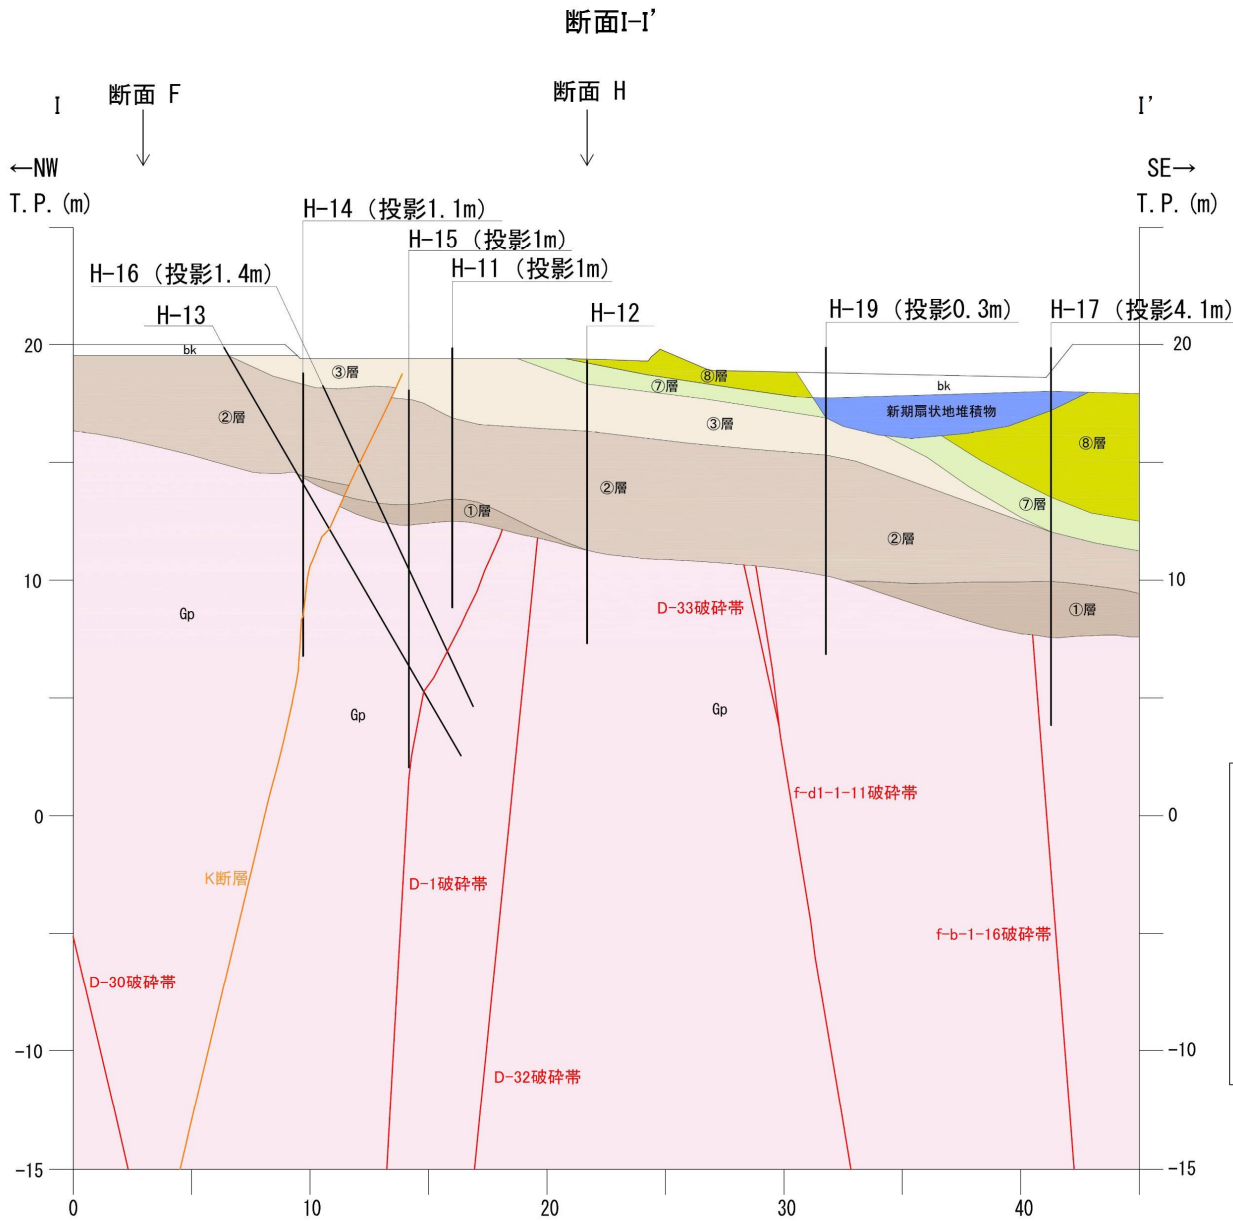 断面I-I’
I
断面 F
断面 H
I’
←NW
SE→
T.P.(m)
T.P.(m)
H-14 (投影1.1m)
H-15 (投影1m)
H-16 (投影1.4m)
H-11 (投影1m)
H-13
H-12
H-19 (投影0.3m)
H-17 (投影4.1m)
20
20
bk
③層
⑧層
⑦層
bk
②層
新期扇状地堆積物
③層
⑧層
②層
⑦層
①層
②層
10
10
D-33破砕帯
①層
Gp
Gp
Gp
f-d1-1-11破砕帯
0
0
K断層
D-1破砕帯
f-b-1-16破砕帯
D-30破砕帯
-10
-10
D-32破砕帯
-15
-15
0
10
20
30
40